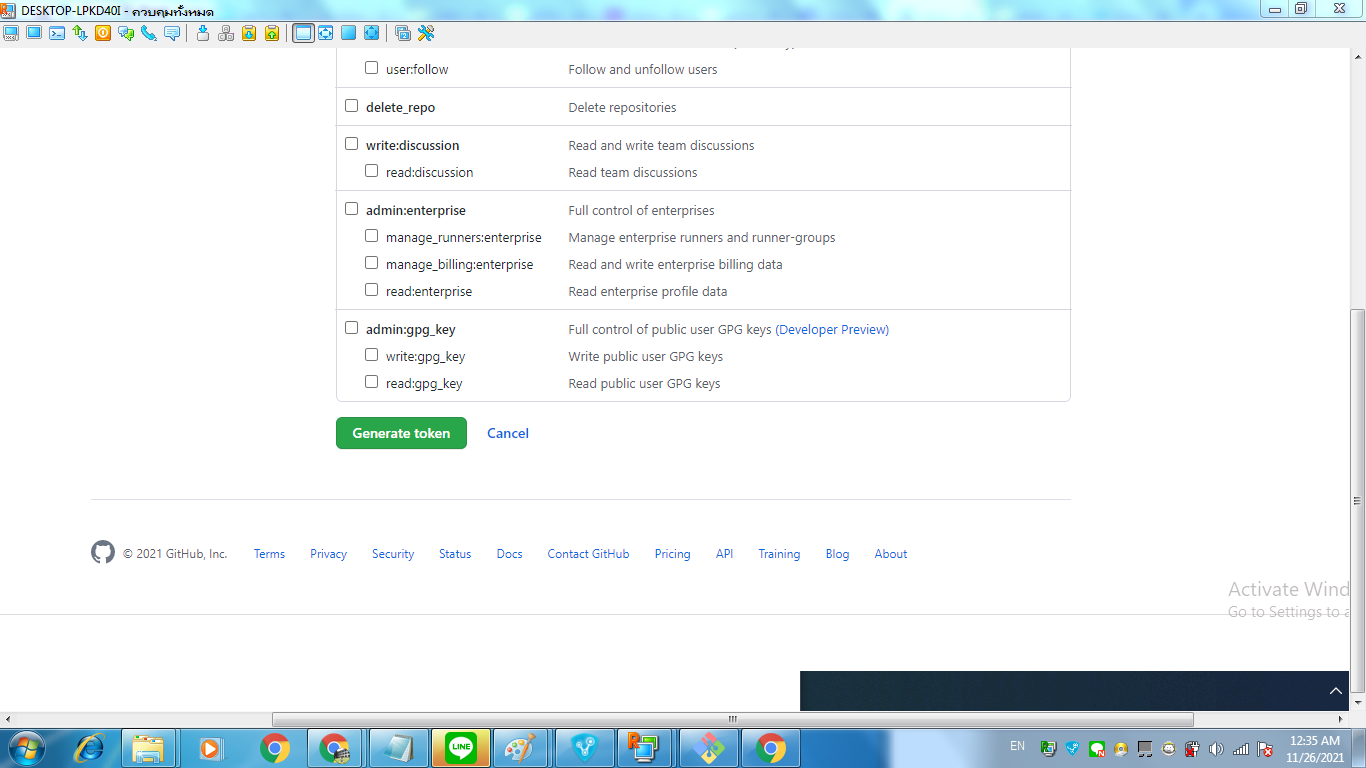 DESKTOP-LPKD40I - ควบคุมทั้งหมด
user:follow Follow and unfollow users
delete_repo Delete repositories
write:discussion Read and write team discussions
read:discussion Read team discussions
admin:enterprise Full control of enterprises
manage_runners:enterprise Manage enterprise runners and runner-groups
manage_billing:enterprise Read and write enterprise billing data
read:enterprise Read enterprise profile data
admin:gpg_key Full control of public user GPG keys (Developer Preview)
write:gpg_key Write public user GPG keys
read:gpg_key Read public user GPG keys
Generate token Cancel
© 2021 GitHub, Inc. Terms Privacy Security Status Docs Contact GitHub Pricing API Training Blog About
Activate Wind
Go to Settings to a
LINE
EN
12:35 AM
11/26/2021